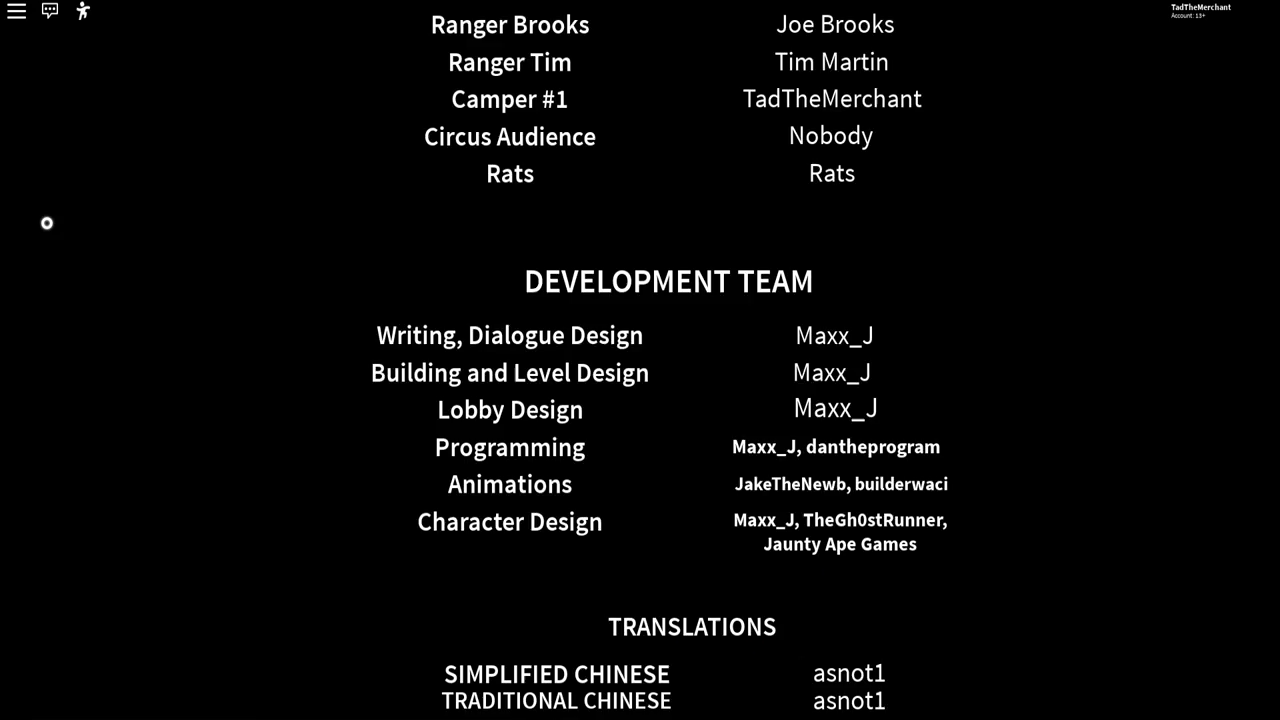 TadTheMerchant
Account: 13+
Ranger Brooks Joe Brooks
Ranger Tim Tim Martin
Camper #1 TadTheMerchant
Circus Audience Nobody
Rats Rats
DEVELOPMENT TEAM
Writing, Dialogue Design Maxx_J
Building and Level Design Maxx_J
Lobby Design Maxx_J
Programming Maxx_J, dantheprogram
Animations JakeTheNewb, builderwaci
Character Design Maxx_J, TheGh0stRunner,
Jaunty Ape Games
TRANSLATIONS
SIMPLIFIED CHINESE asnot1
TRADITIONAL CHINESE asnot1